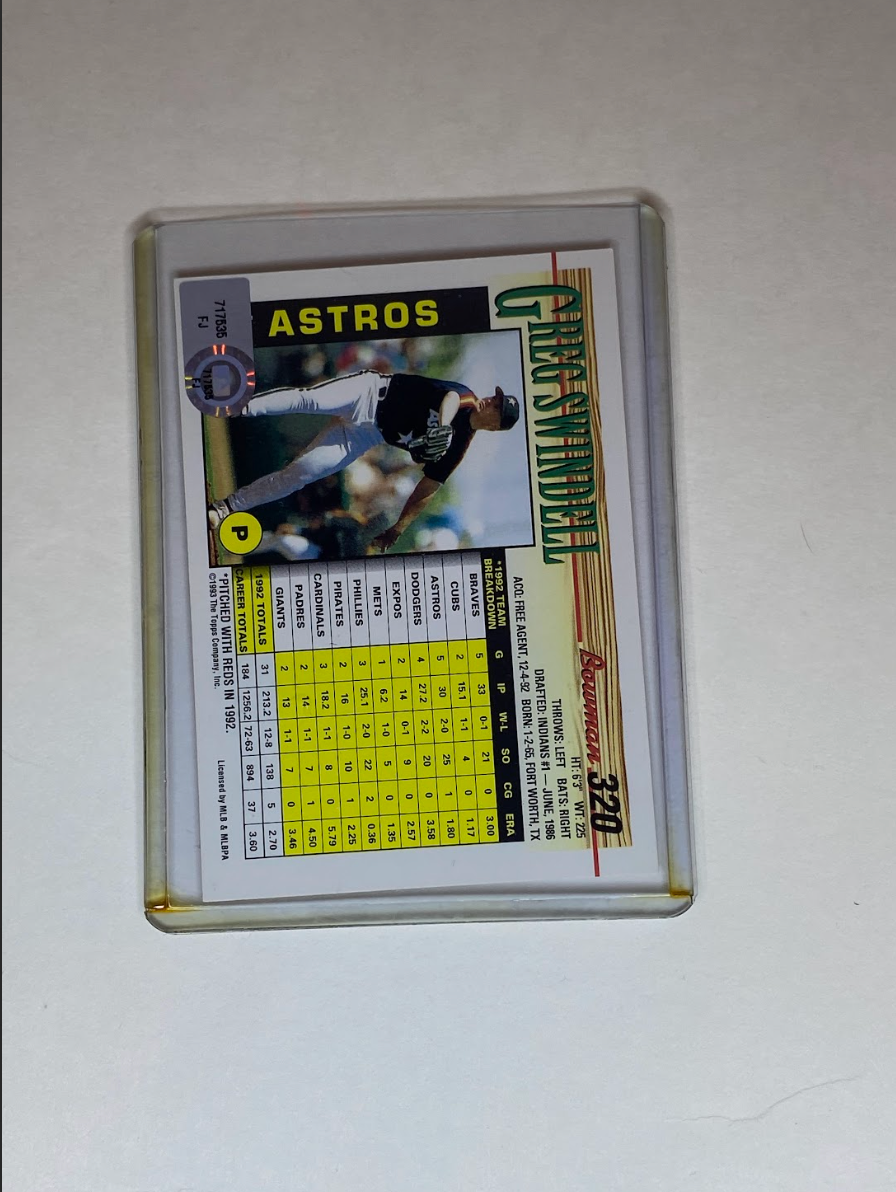 Bowman 320
GREG SWINDELL
HT: 6'3" WT: 225
THROWS: LEFT BATS: RIGHT
DRAFTED: INDIANS #1 — JUNE, 1986
ACQ: FREE AGENT, 12-4-92 BORN: 1-2-65, FORT WORTH, TX
ASTROS
ASTROS
P
*1992 TEAM BREAKDOWN G IP W-L SO CG ERA
BRAVES 5 33 0-1 21 0 3.00
CUBS 2 15.1 1-1 4 0 1.17
ASTROS 5 30 2-0 25 1 1.80
DODGERS 4 27.2 2-2 20 0 3.58
EXPOS 2 14 0-1 9 0 2.57
METS 1 6.2 1-0 5 0 1.35
PHILLIES 3 25.1 2-0 22 2 0.36
PIRATES 2 16 1-0 10 1 2.25
CARDINALS 3 18.2 1-1 8 0 5.79
PADRES 2 14 1-1 7 1 4.50
GIANTS 2 13 1-1 7 0 3.46
1992 TOTALS 31 213.2 12-8 138 5 2.70
CAREER TOTALS 184 1256.2 72-63 894 37 3.60
*PITCHED WITH REDS IN 1992.
©1993 The Topps Company, Inc. Licensed by MLB & MLBPA
717535
FJ
717535
FJ